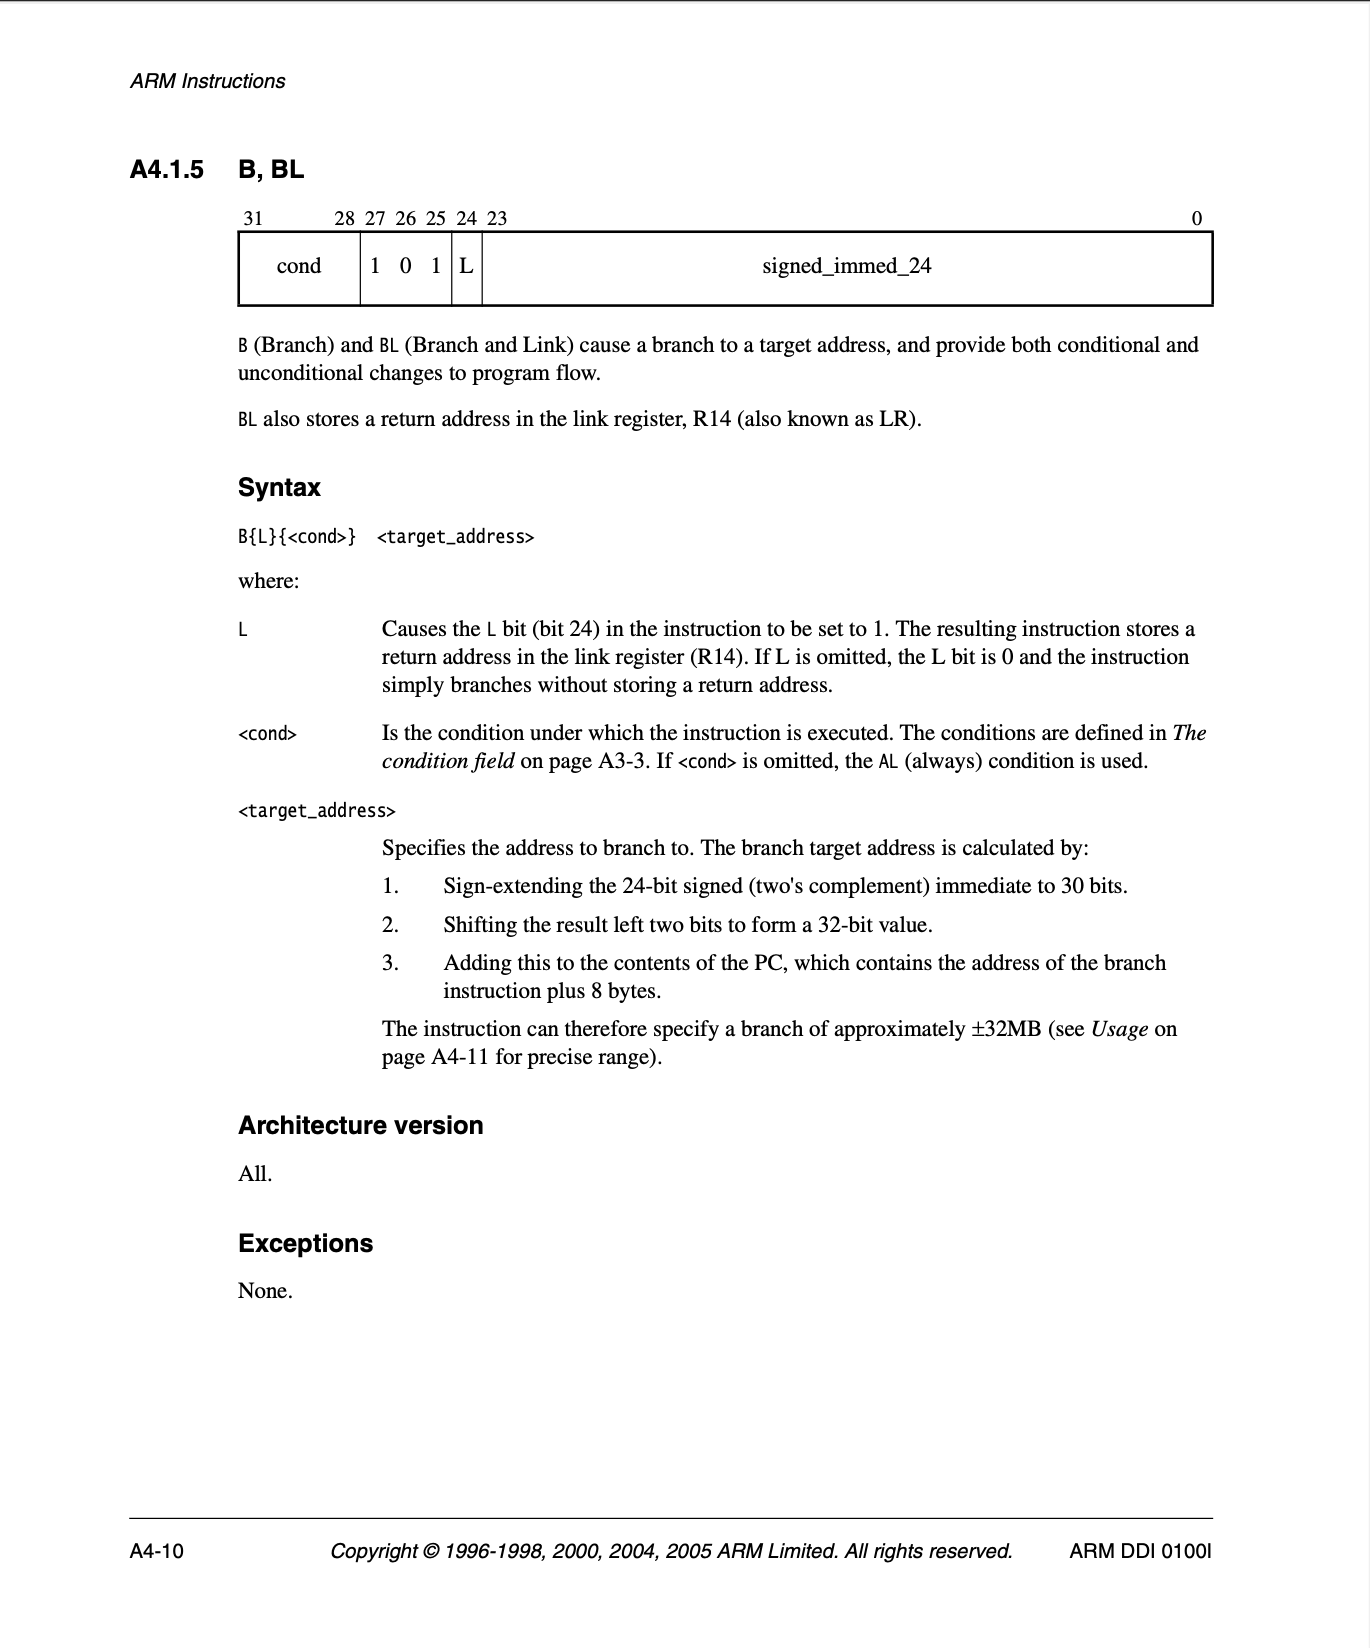 ARM Instructions
A4.1.5 B, BL
31 28 27 26 25 24 23 0
cond 1 0 1 L signed_immed_24
B (Branch) and BL (Branch and Link) cause a branch to a target address, and provide both conditional and
unconditional changes to program flow.
BL also stores a return address in the link register, R14 (also known as LR).
Syntax
B{L}{<cond>} <target_address>
where:
L Causes the L bit (bit 24) in the instruction to be set to 1. The resulting instruction stores a
return address in the link register (R14). If L is omitted, the L bit is 0 and the instruction
simply branches without storing a return address.
<cond> Is the condition under which the instruction is executed. The conditions are defined in The
condition field on page A3-3. If <cond> is omitted, the AL (always) condition is used.
<target_address>
Specifies the address to branch to. The branch target address is calculated by:
1. Sign-extending the 24-bit signed (two's complement) immediate to 30 bits.
2. Shifting the result left two bits to form a 32-bit value.
3. Adding this to the contents of the PC, which contains the address of the branch
instruction plus 8 bytes.
The instruction can therefore specify a branch of approximately ±32MB (see Usage on
page A4-11 for precise range).
Architecture version
All.
Exceptions
None.
A4-10 Copyright © 1996-1998, 2000, 2004, 2005 ARM Limited. All rights reserved. ARM DDI 0100I